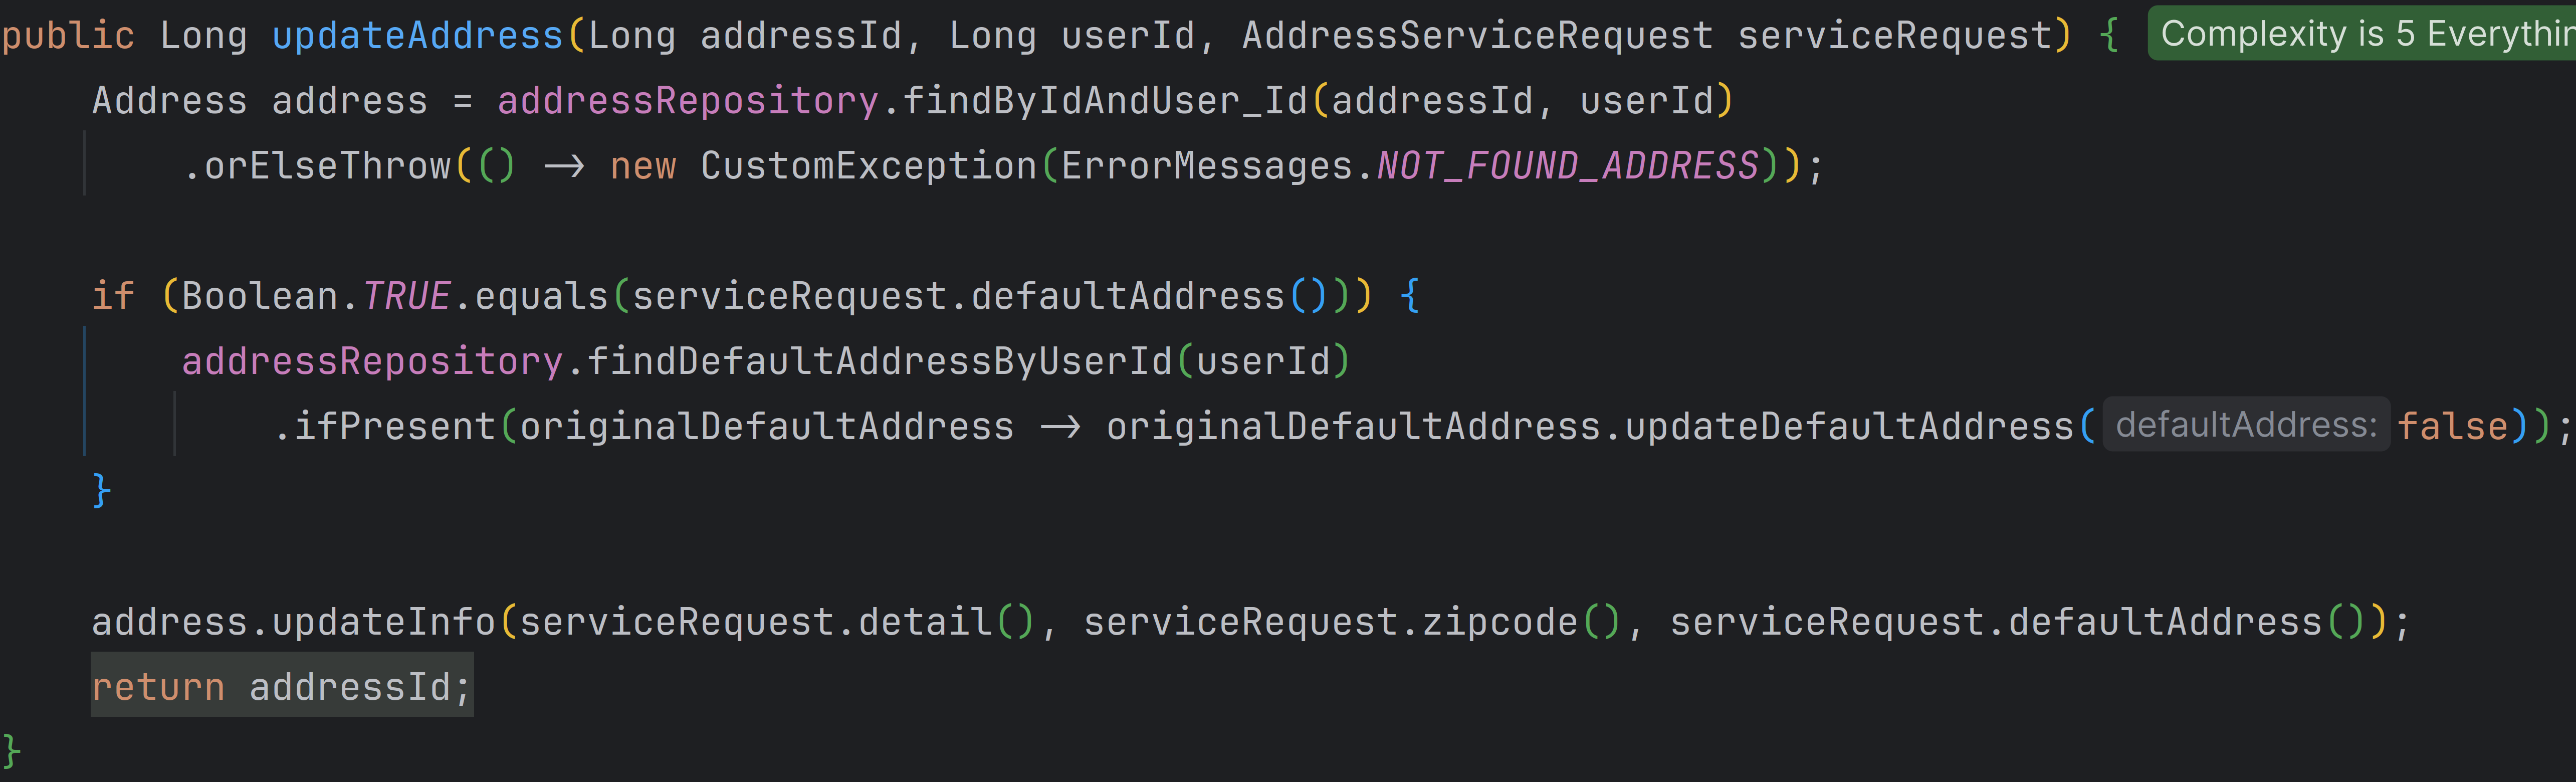 public Long updateAddress(Long addressId, Long userId, AddressServiceRequest serviceRequest) { Complexity is 5
Address address = addressRepository.findByIdAndUser_Id(addressId, userId)
.orElseThrow(() -> new CustomException(ErrorMessages.NOT_FOUND_ADDRESS));
if (Boolean.TRUE.equals(serviceRequest.defaultAddress())) {
addressRepository.findDefaultAddressByUserId(userId)
.ifPresent(originalDefaultAddress -> originalDefaultAddress.updateDefaultAddress( defaultAddress: false));
}
address.updateInfo(serviceRequest.detail(), serviceRequest.zipcode(), serviceRequest.defaultAddress());
return addressId;
}